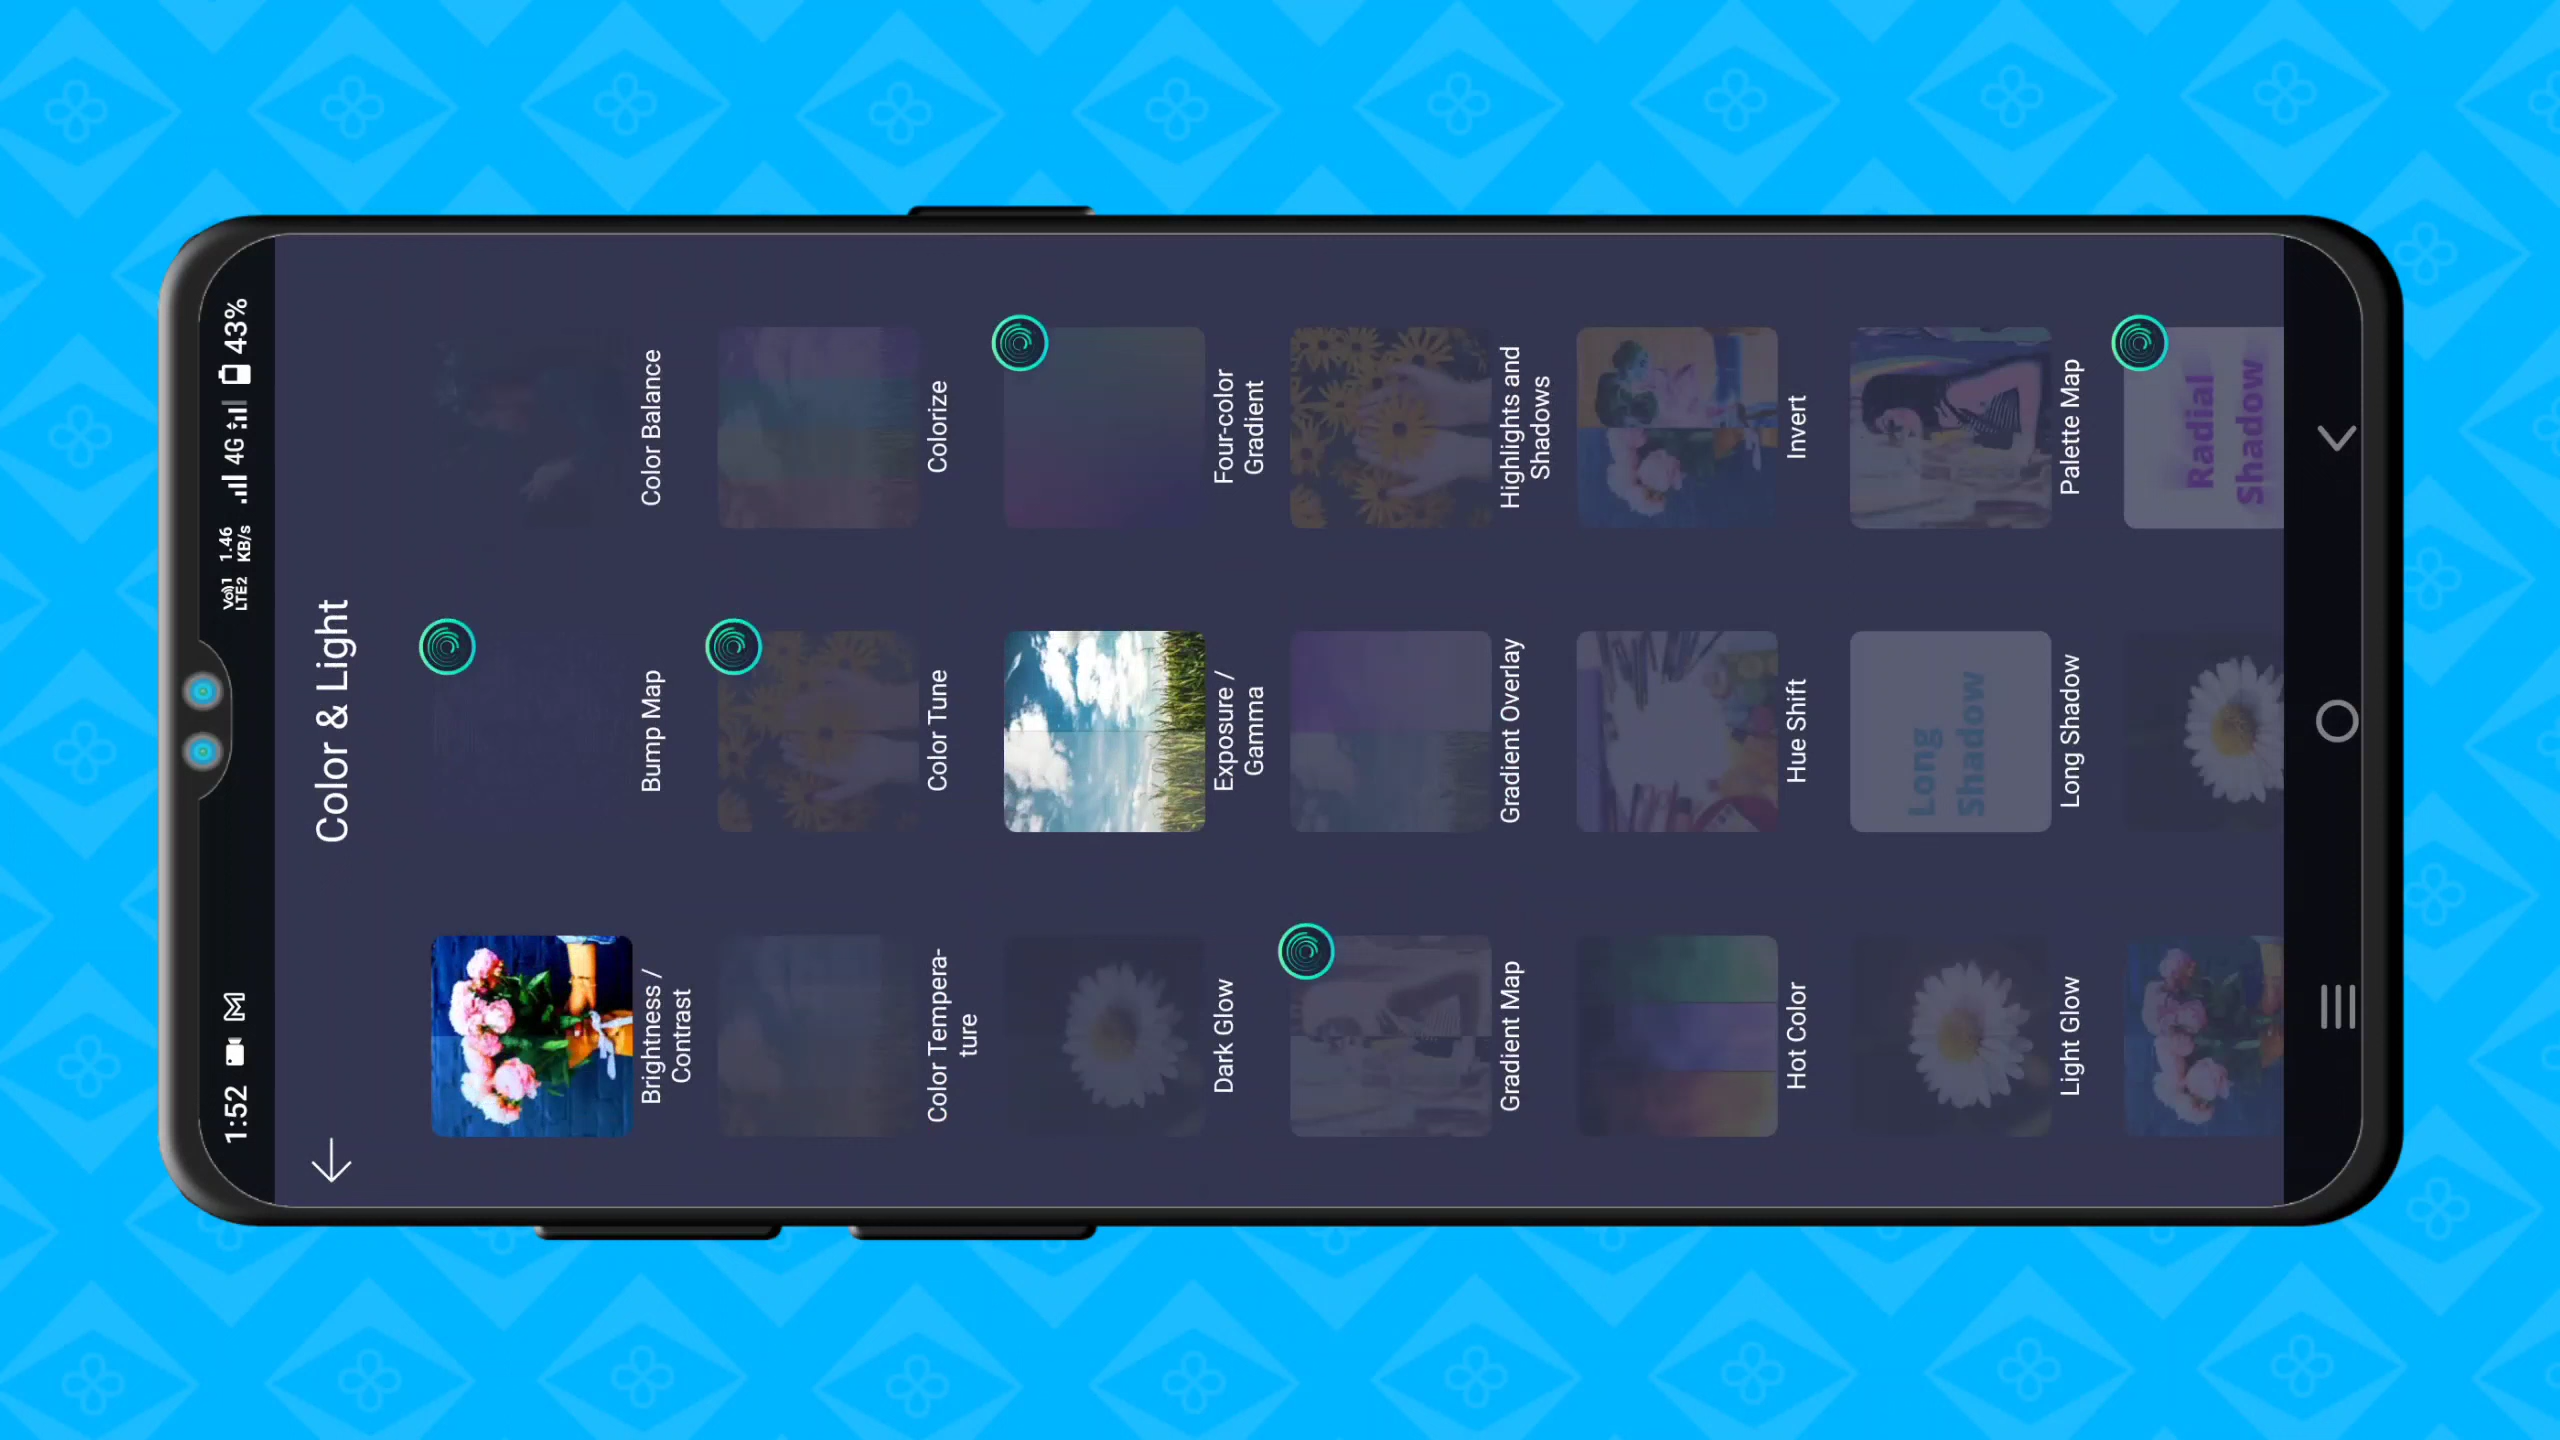 1:52
Vo)) 1
LTE2
1.46
KB/s
4G
43%
Color & Light
Brightness /
Contrast
Bump Map
Color Balance
Color Tempera-
ture
Color Tune
Colorize
Dark Glow
Exposure /
Gamma
Four-color
Gradient
Gradient Map
Gradient Overlay
Highlights and
Shadows
Hot Color
Hue Shift
Invert
Light Glow
Long
Shadow
Long Shadow
Palette Map
Radial
Shadow